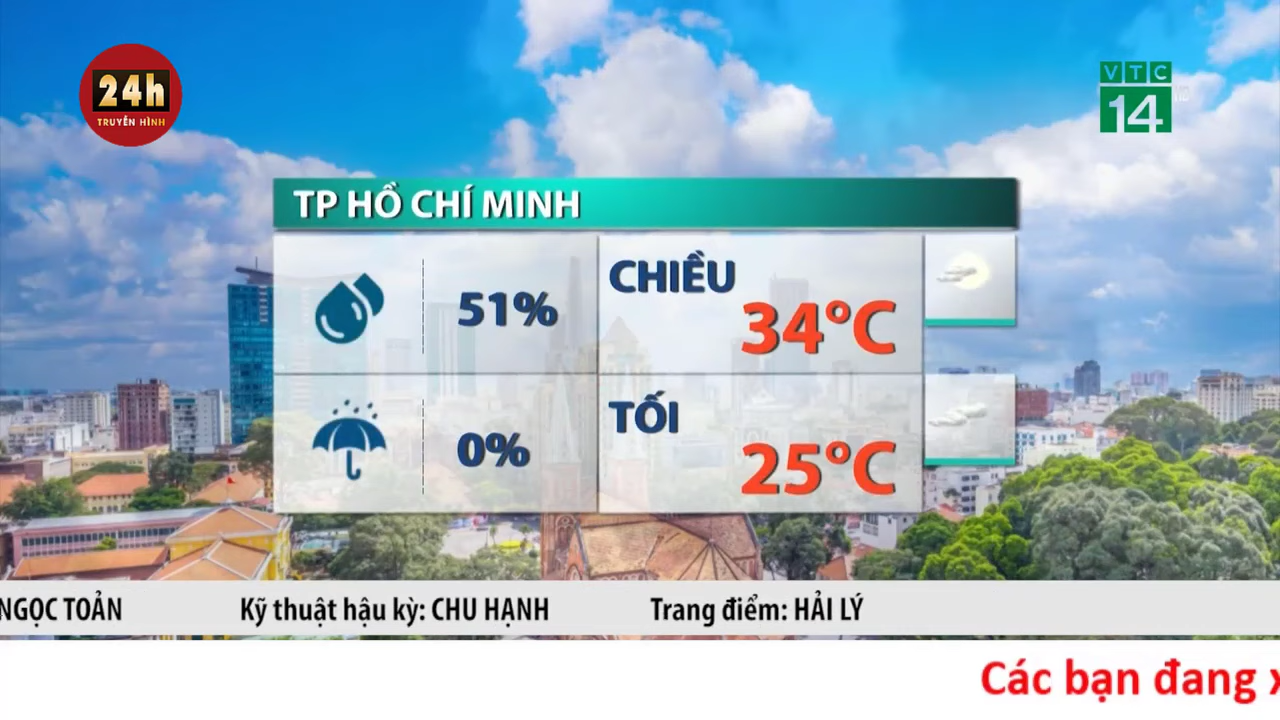 24h
TRUYỀN HÌNH
VTC
14
HD
TP HỒ CHÍ MINH
51%
CHIỀU
34°C
0%
TỐI
25°C
NGỌC TOẢN Kỹ thuật hậu kỳ: CHU HẠNH Trang điểm: HẢI LÝ
Các bạn đang x